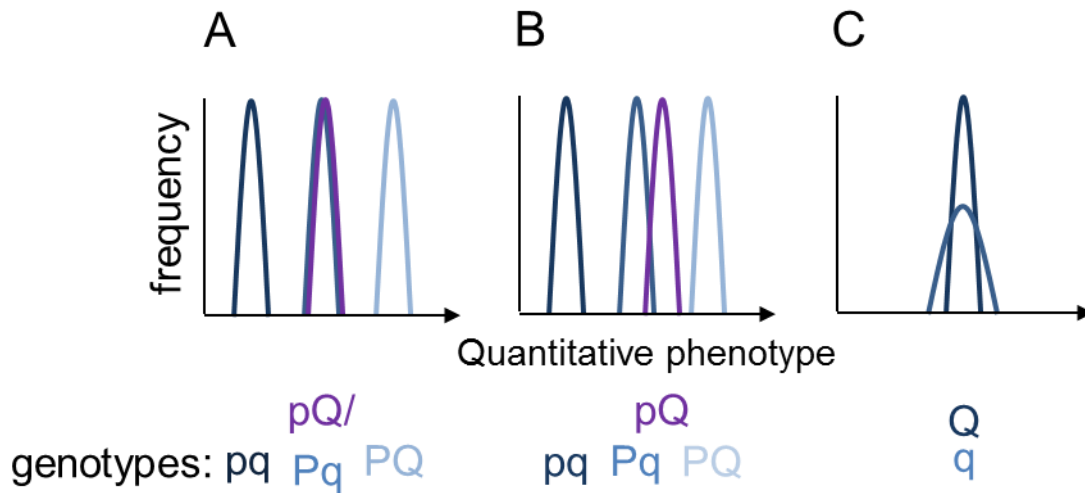 A B C
frequency
Quantitative phenotype
pQ/ pQ Q
genotypes: pq Pq PQ pq Pq PQ q